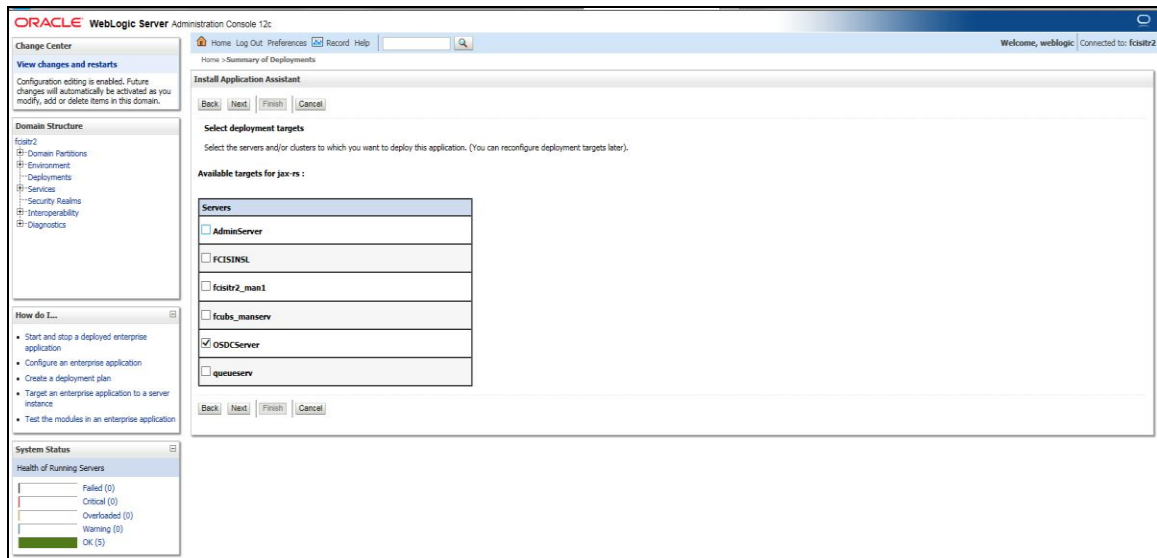 ORACLE WebLogic Server Administration Console 12c
Change Center
View changes and restarts
Configuration editing is enabled. Future
changes will automatically be activated as you
modify, add or delete items in this domain.
Domain Structure
fcisitr2
Domain Partitions
Environment
Deployments
Services
Security Realms
Interoperability
Diagnostics
How do I...
Start and stop a deployed enterprise
application
Configure an enterprise application
Create a deployment plan
Target an enterprise application to a server
instance
Test the modules in an enterprise application
System Status
Health of Running Servers
Failed (0)
Critical (0)
Overloaded (0)
Warning (0)
OK (5)
Home Log Out Preferences Record Help
Welcome, weblogic Connected to: fcisitr2
Home >Summary of Deployments
Install Application Assistant
Back Next Finish Cancel
Select deployment targets
Select the servers and/or clusters to which you want to deploy this application. (You can reconfigure deployment targets later).
Available targets for jax-rs :
Servers
AdminServer
FCISINSL
fcisitr2_man1
fcubs_manserv
OSDCServer
queueserv
Back Next Finish Cancel